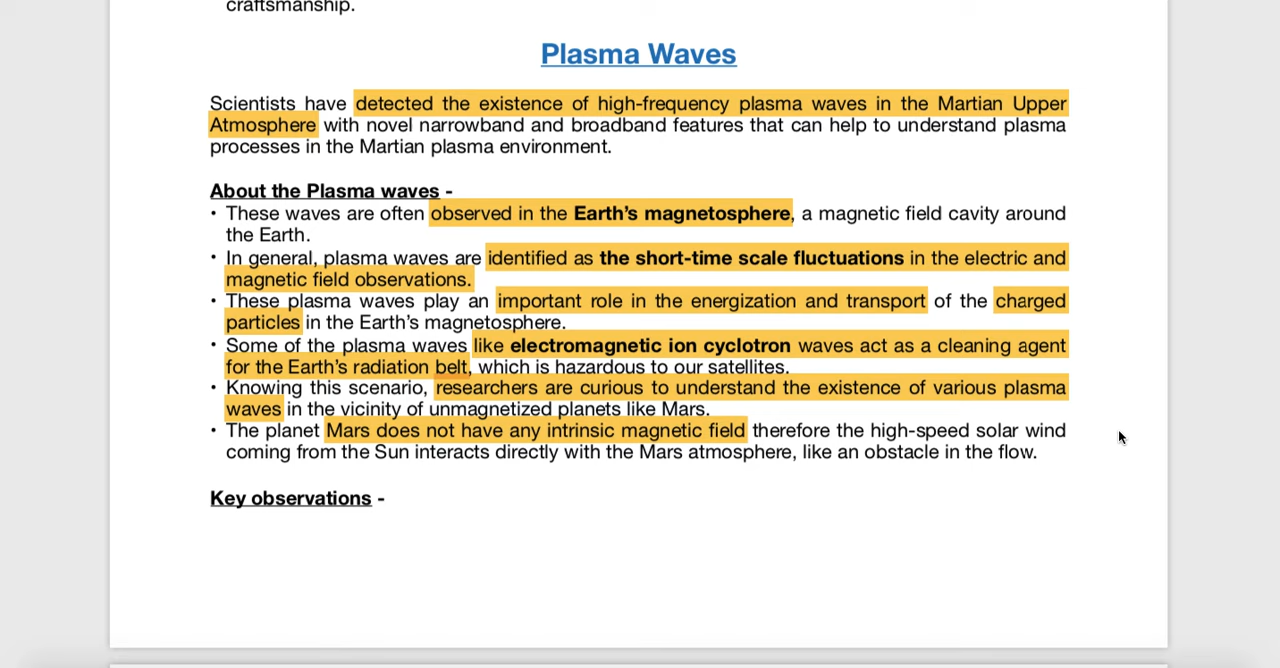 craftsmanship.
Plasma Waves
Scientists have detected the existence of high-frequency plasma waves in the Martian Upper
Atmosphere with novel narrowband and broadband features that can help to understand plasma
processes in the Martian plasma environment.
About the Plasma waves -
• These waves are often observed in the Earth's magnetosphere, a magnetic field cavity around
the Earth.
• In general, plasma waves are identified as the short-time scale fluctuations in the electric and
magnetic field observations.
• These plasma waves play an important role in the energization and transport of the charged
particles in the Earth's magnetosphere.
• Some of the plasma waves like electromagnetic ion cyclotron waves act as a cleaning agent
for the Earth's radiation belt, which is hazardous to our satellites.
• Knowing this scenario, researchers are curious to understand the existence of various plasma
waves in the vicinity of unmagnetized planets like Mars.
• The planet Mars does not have any intrinsic magnetic field therefore the high-speed solar wind
coming from the Sun interacts directly with the Mars atmosphere, like an obstacle in the flow.
Key observations -